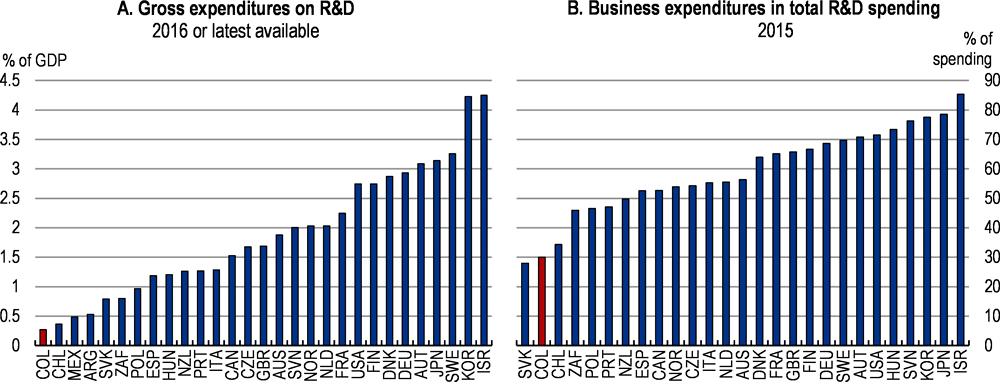 A. Gross expenditures on R&D
2016 or latest available
% of GDP
4.5
4
3.5
3
2.5
2
1.5
1
0.5
0
COL CHL MEX ARG SVK ZAF POL ESP HUN NZL PRT ITA CAN CZE GBR AUS SVN NOR NLD FRA USA FIN DNK DEU AUT JPN SWE KOR ISR
B. Business expenditures in total R&D spending
2015
% of
spending
90
80
70
60
50
40
30
20
10
0
SVK COL CHL ZAF POL PRT NZL ESP CAN NOR CZE ITA NLD AUS DNK FRA GBR FIN DEU SWE AUT USA HUN SVN KOR JPN ISR